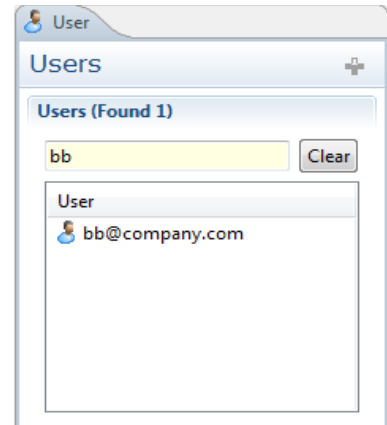 User
Users
Users (Found 1)
bb Clear
User
bb@company.com